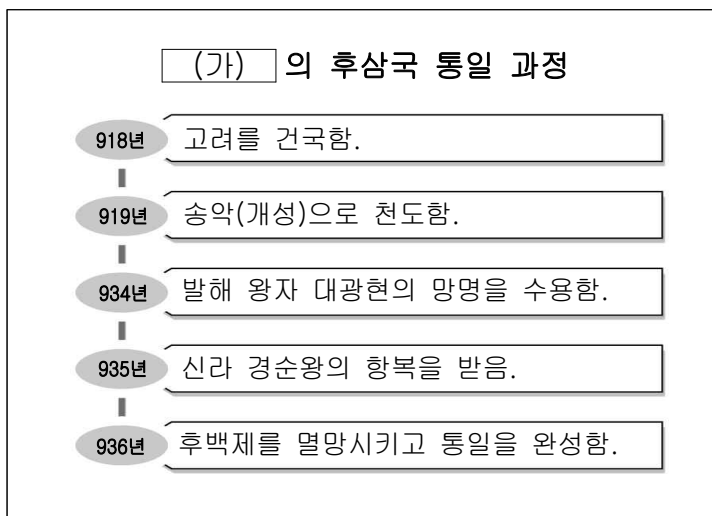 (가) 의 후삼국 통일 과정
918년 고려를 건국함.
919년 송악(개성)으로 천도함.
934년 발해 왕자 대광현의 망명을 수용함.
935년 신라 경순왕의 항복을 받음.
936년 후백제를 멸망시키고 통일을 완성함.